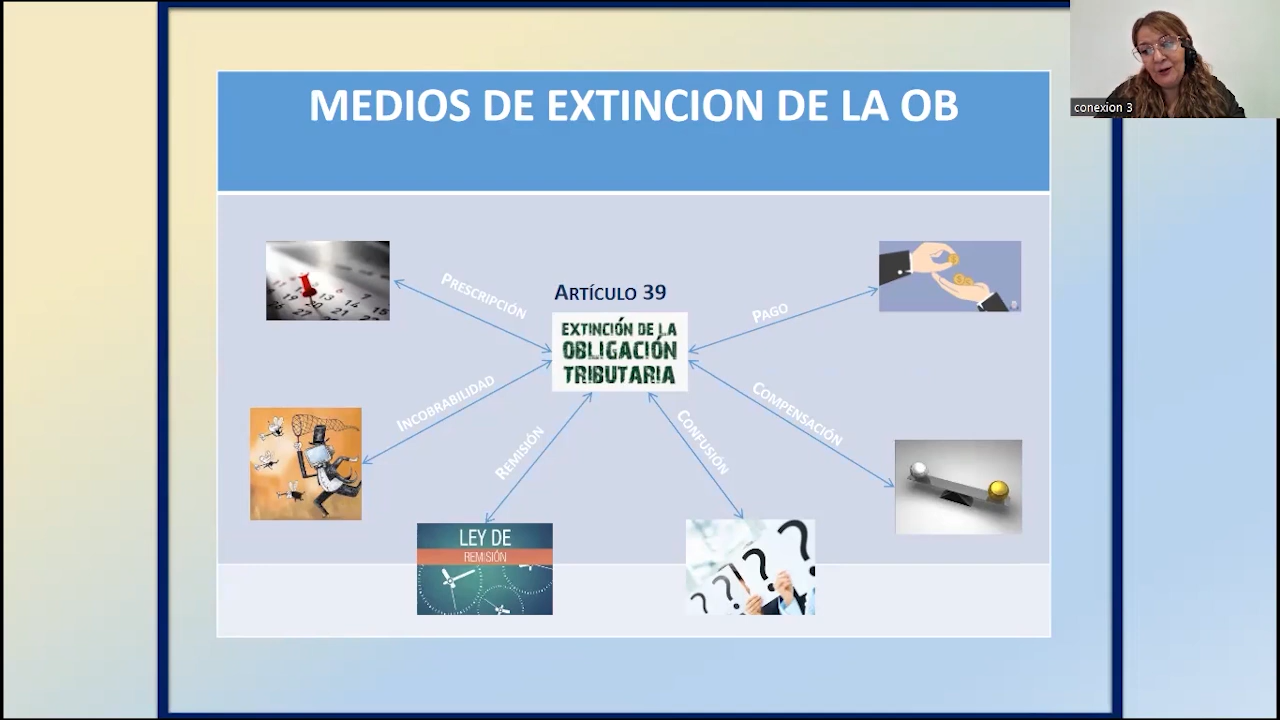 MEDIOS DE EXTINCION DE LA OB
conexion 3
ARTÍCULO 39
EXTINCIÓN DE LA
OBLIGACIÓN
TRIBUTARIA
PRESCRIPCIÓN
PAGO
INCOBRABILIDAD
COMPENSACIÓN
REMISIÓN
CONFUSIÓN
LEY DE
REMISIÓN